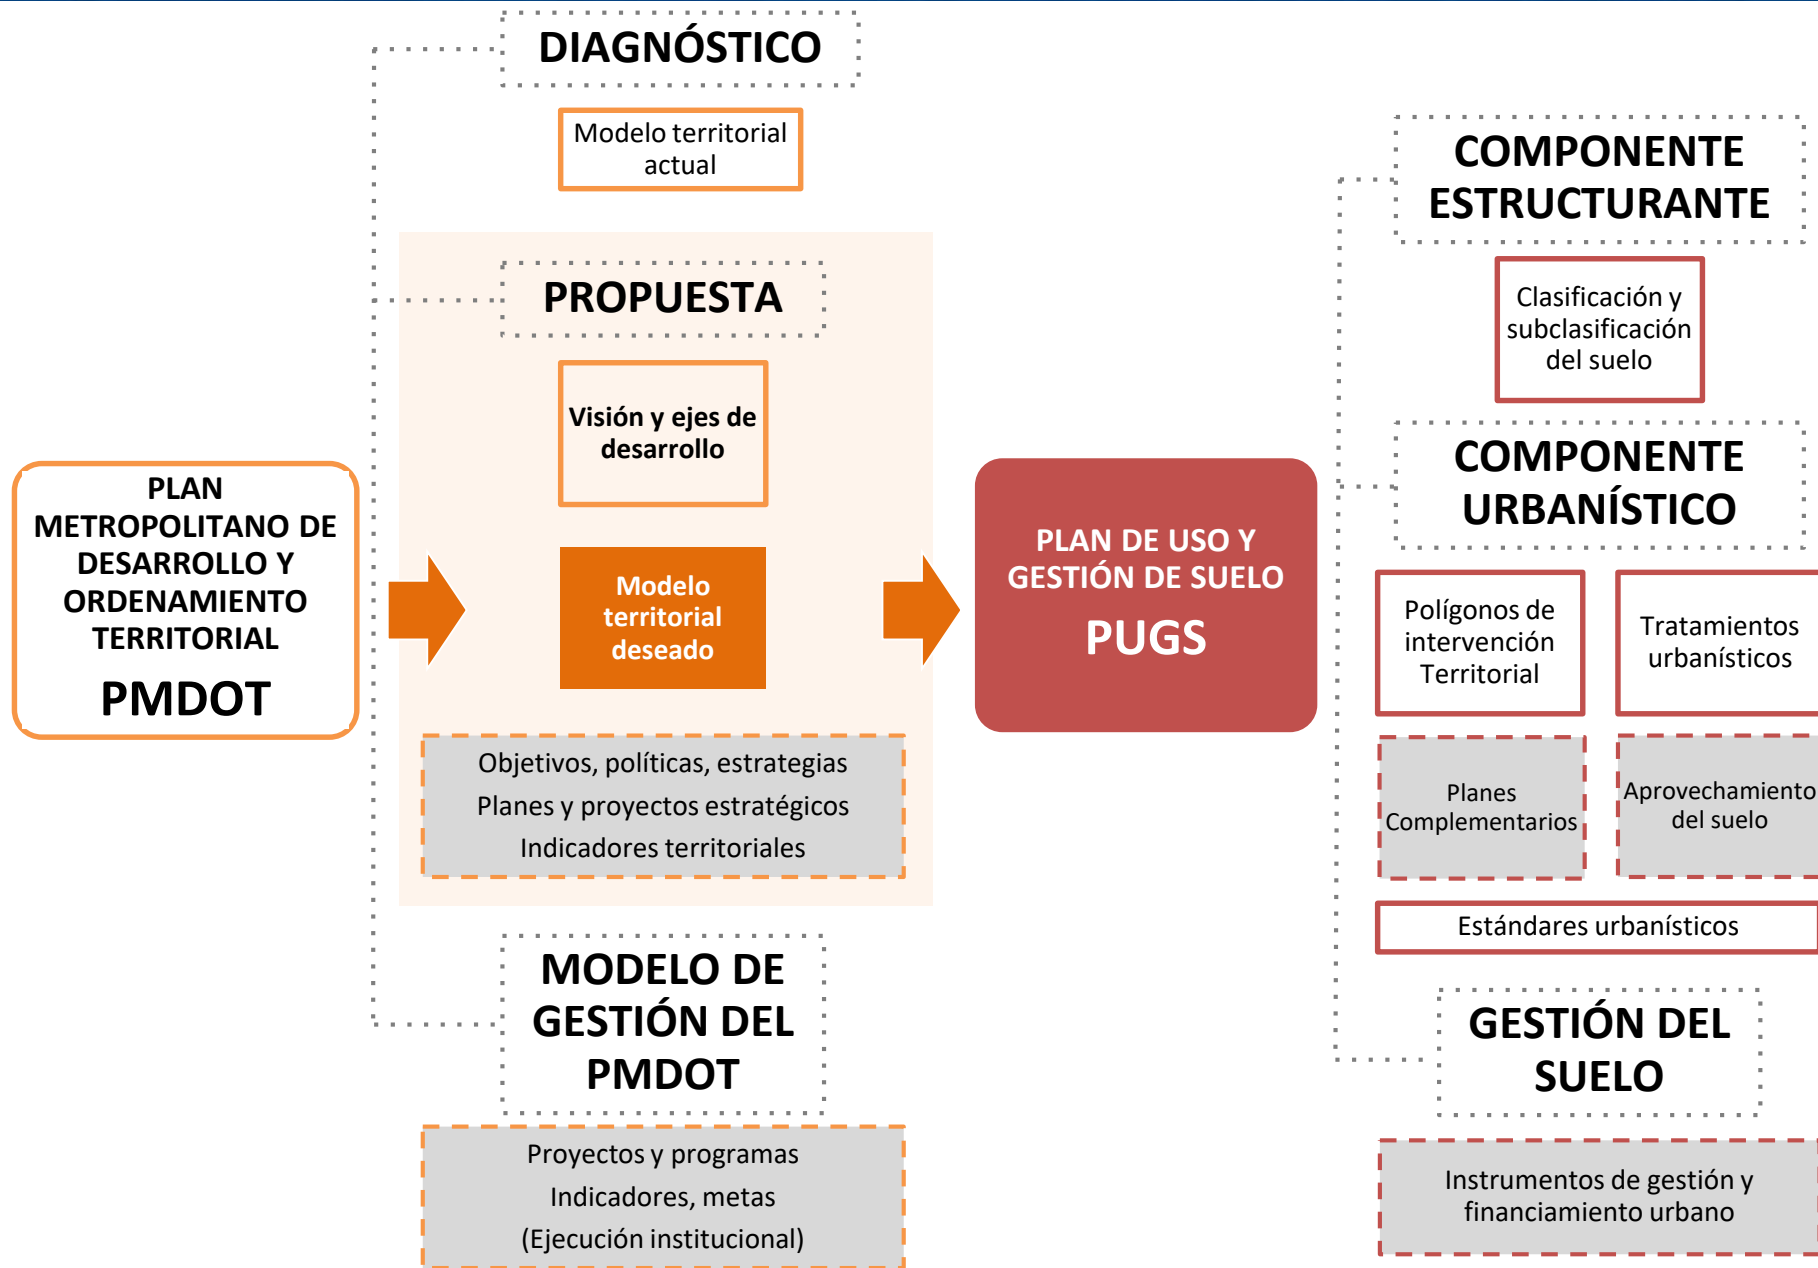 PLAN
METROPOLITANO DE
DESARROLLO Y
ORDENAMIENTO
TERRITORIAL
PMDOT
DIAGNÓSTICO
Modelo territorial
actual
PROPUESTA
Visión y ejes de
desarrollo
Modelo
territorial
deseado
Objetivos, políticas, estrategias
Planes y proyectos estratégicos
Indicadores territoriales
MODELO DE
GESTIÓN DEL
PMDOT
Proyectos y programas
Indicadores, metas
(Ejecución institucional)
PLAN DE USO Y
GESTIÓN DE SUELO
PUGS
COMPONENTE
ESTRUCTURANTE
Clasificación y
subclasificación
del suelo
COMPONENTE
URBANÍSTICO
Polígonos de
intervención
Territorial
Tratamientos
urbanísticos
Planes
Complementarios
Aprovechamiento
del suelo
Estándares urbanísticos
GESTIÓN DEL
SUELO
Instrumentos de gestión y
financiamiento urbano